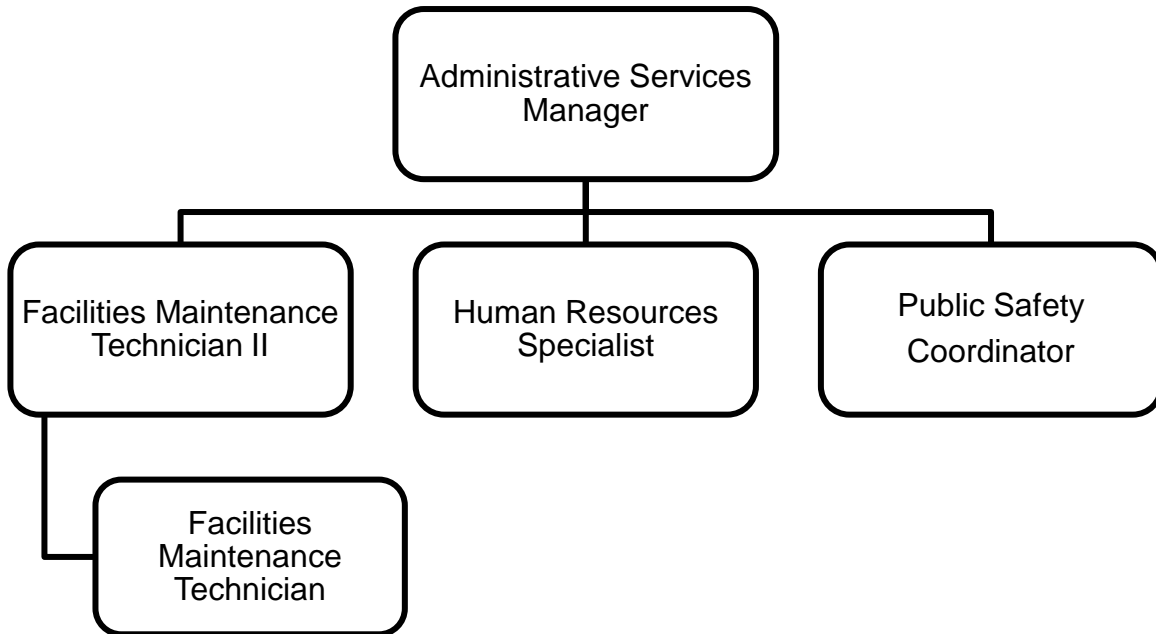 Administrative Services
Manager
Facilities Maintenance
Technician II
Human Resources
Specialist
Public Safety
Coordinator
Facilities
Maintenance
Technician